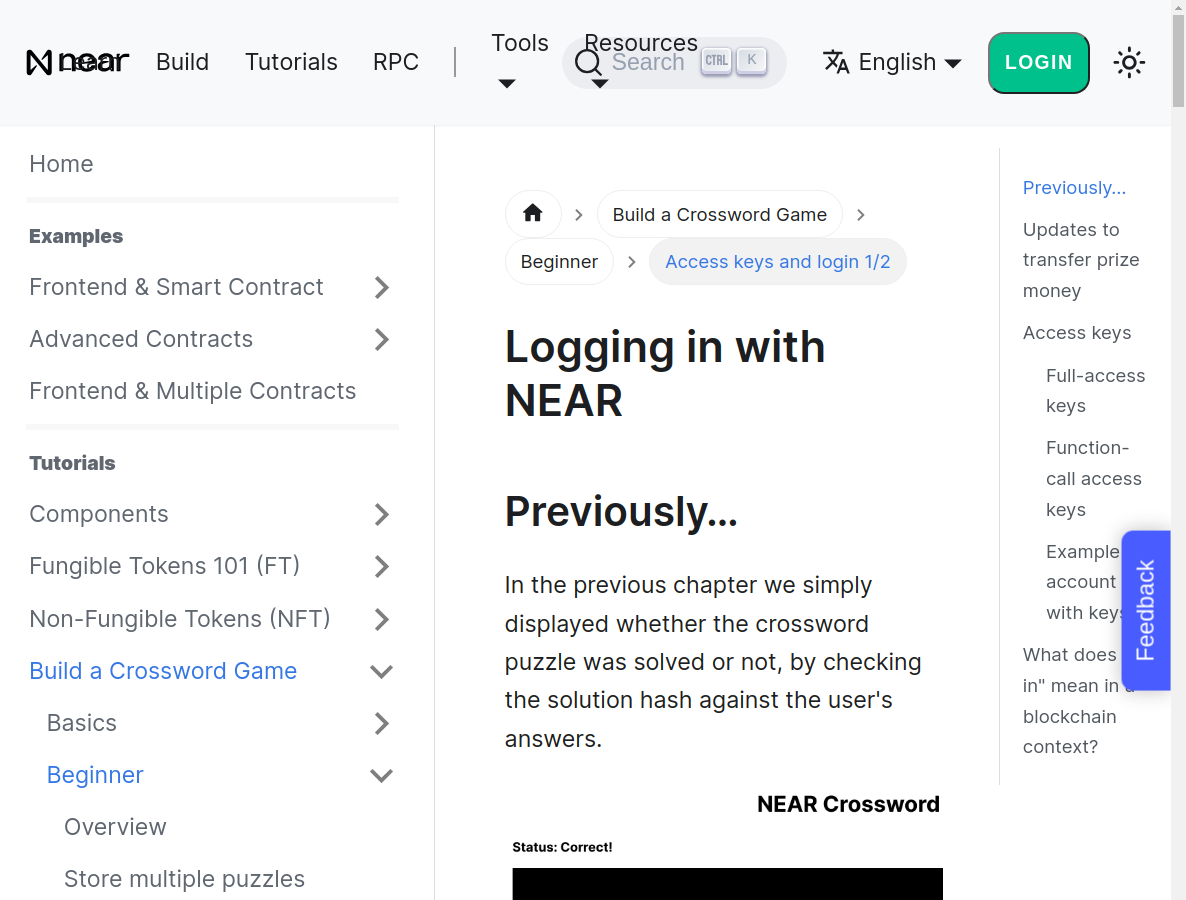 near
Learn
Build
Tutorials
RPC
Tools
Resources
Search
CTRL
K
English
LOGIN
Home
Examples
Frontend & Smart Contract
Advanced Contracts
Frontend & Multiple Contracts
Tutorials
Components
Fungible Tokens 101 (FT)
Non-Fungible Tokens (NFT)
Build a Crossword Game
Basics
Beginner
Overview
Store multiple puzzles
Build a Crossword Game
Beginner
Access keys and login 1/2
Logging in with
NEAR
Previously...
In the previous chapter we simply
displayed whether the crossword
puzzle was solved or not, by checking
the solution hash against the user's
answers.
NEAR Crossword
Status: Correct!
Previously...
Updates to
transfer prize
money
Access keys
Full-access
keys
Function-
call access
keys
Example
account
with keys
What does
in" mean in a
blockchain
context?
Feedback